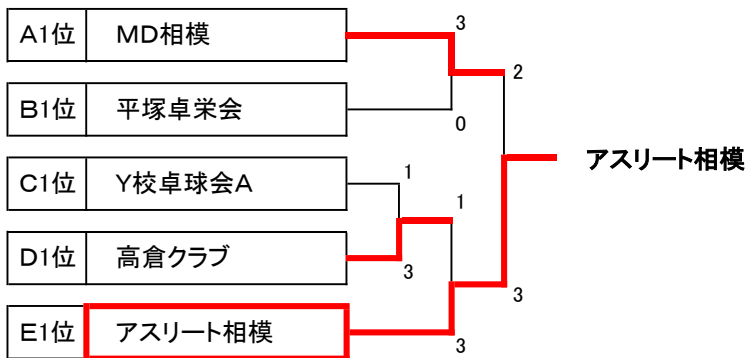 A1位 MD相模
3
2
B1位 平塚卓栄会
0
アスリート相模
C1位 Y校卓球会A
1
1
D1位 高倉クラブ
3
3
E1位 アスリート相模
3